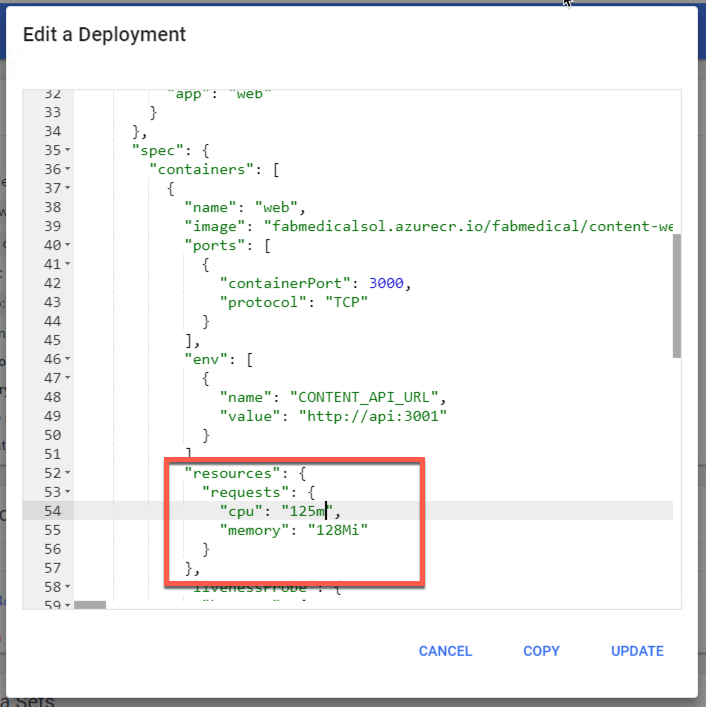 Edit a Deployment
32 "app": "web"
33 }
34 },
35 "spec": {
36 "containers": [
37 {
38 "name": "web",
39 "image": "fabmedicalsol.azurecr.io/fabmedical/content-we
40 "ports": [
41 {
42 "containerPort": 3000,
43 "protocol": "TCP"
44 }
45 ],
46 "env": [
47 {
48 "name": "CONTENT_API_URL",
49 "value": "http://api:3001"
50 }
51 ]
52 "resources": {
53 "requests": {
54 "cpu": "125m",
55 "memory": "128Mi"
56 }
57 },
58 "livenessProbe": {
59
CANCEL COPY UPDATE
a Sets